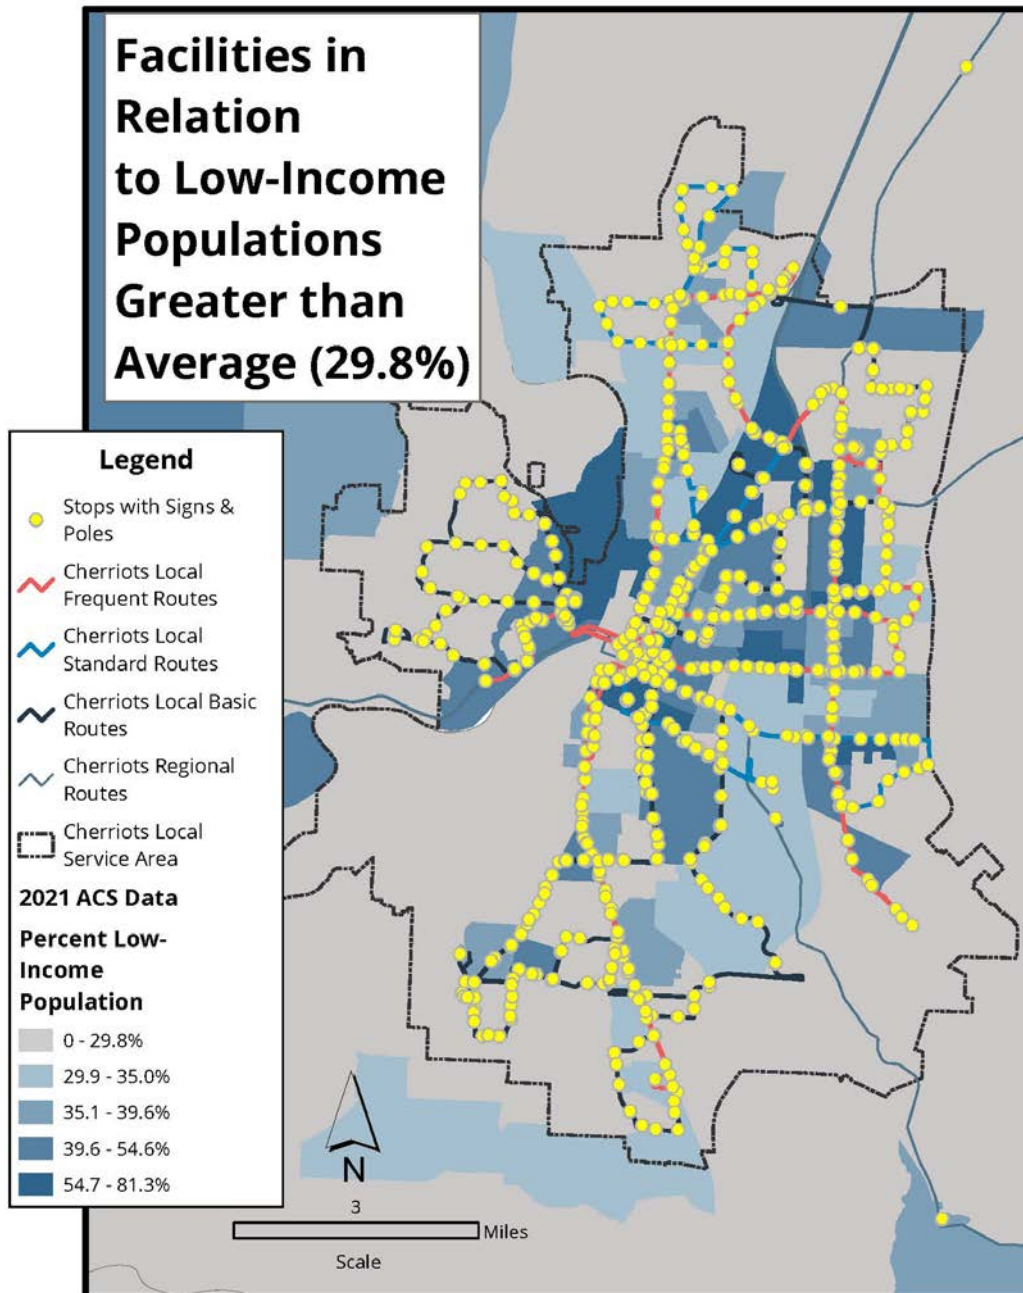 Facilities in
Relation
to Low-Income
Populations
Greater than
Average (29.8%)
Legend
Stops with Signs &
Poles
Cherriots Local
Frequent Routes
Cherriots Local
Standard Routes
Cherriots Local Basic
Routes
Cherriots Regional
Routes
Cherriots Local
Service Area
2021 ACS Data
Percent Low-
Income
Population
0 - 29.8%
29.9 - 35.0%
35.1 - 39.6%
39.6 - 54.6%
54.7 - 81.3%
N
3
Miles
Scale